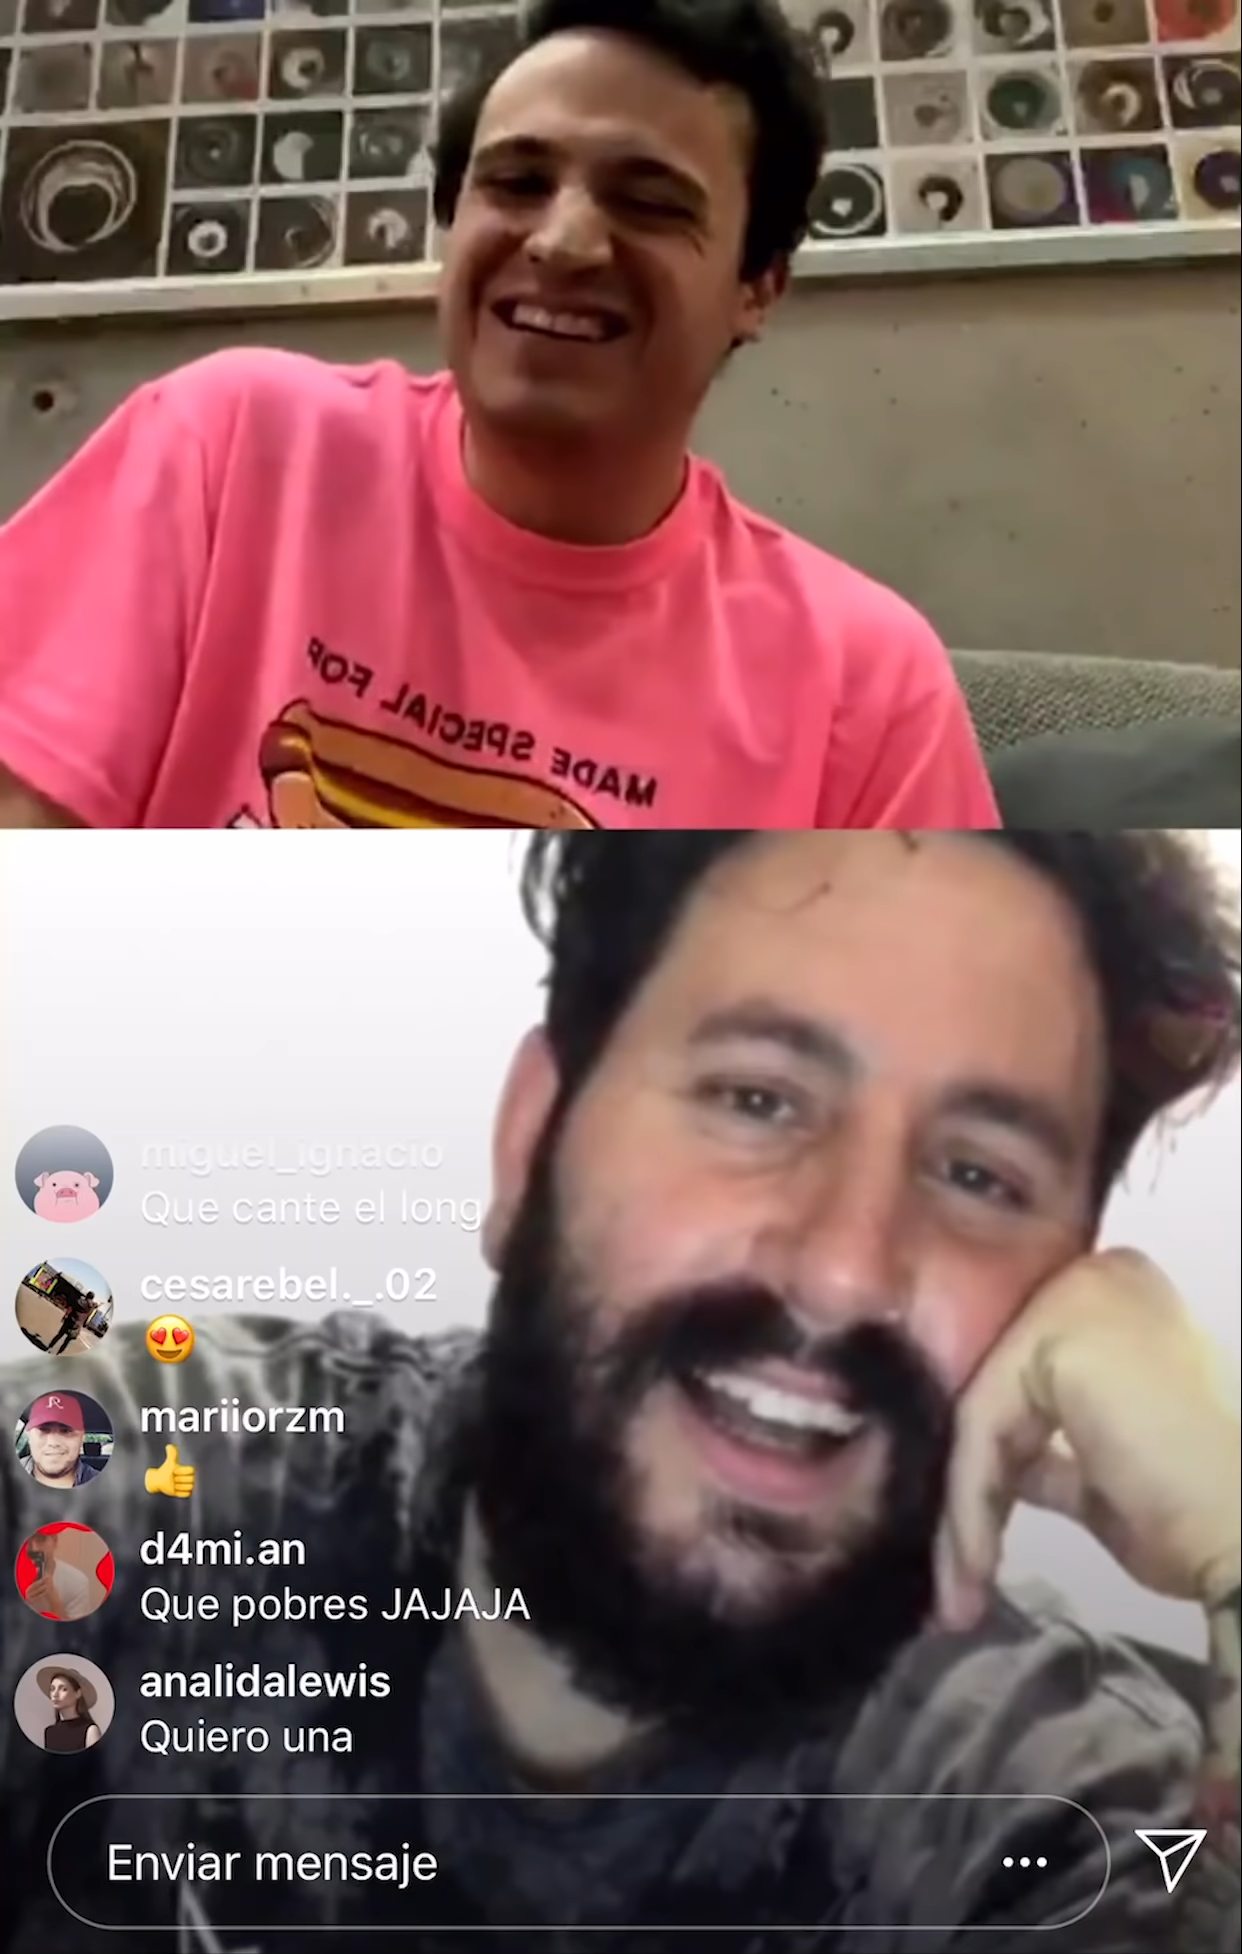 MADE SPECIAL FOR
miguel_ignacio
Que cante el long
cesarebel._.02
😍
mariiorzm
👍
d4mi.an
Que pobres JAJAJA
analidalewis
Quiero una
Enviar mensaje